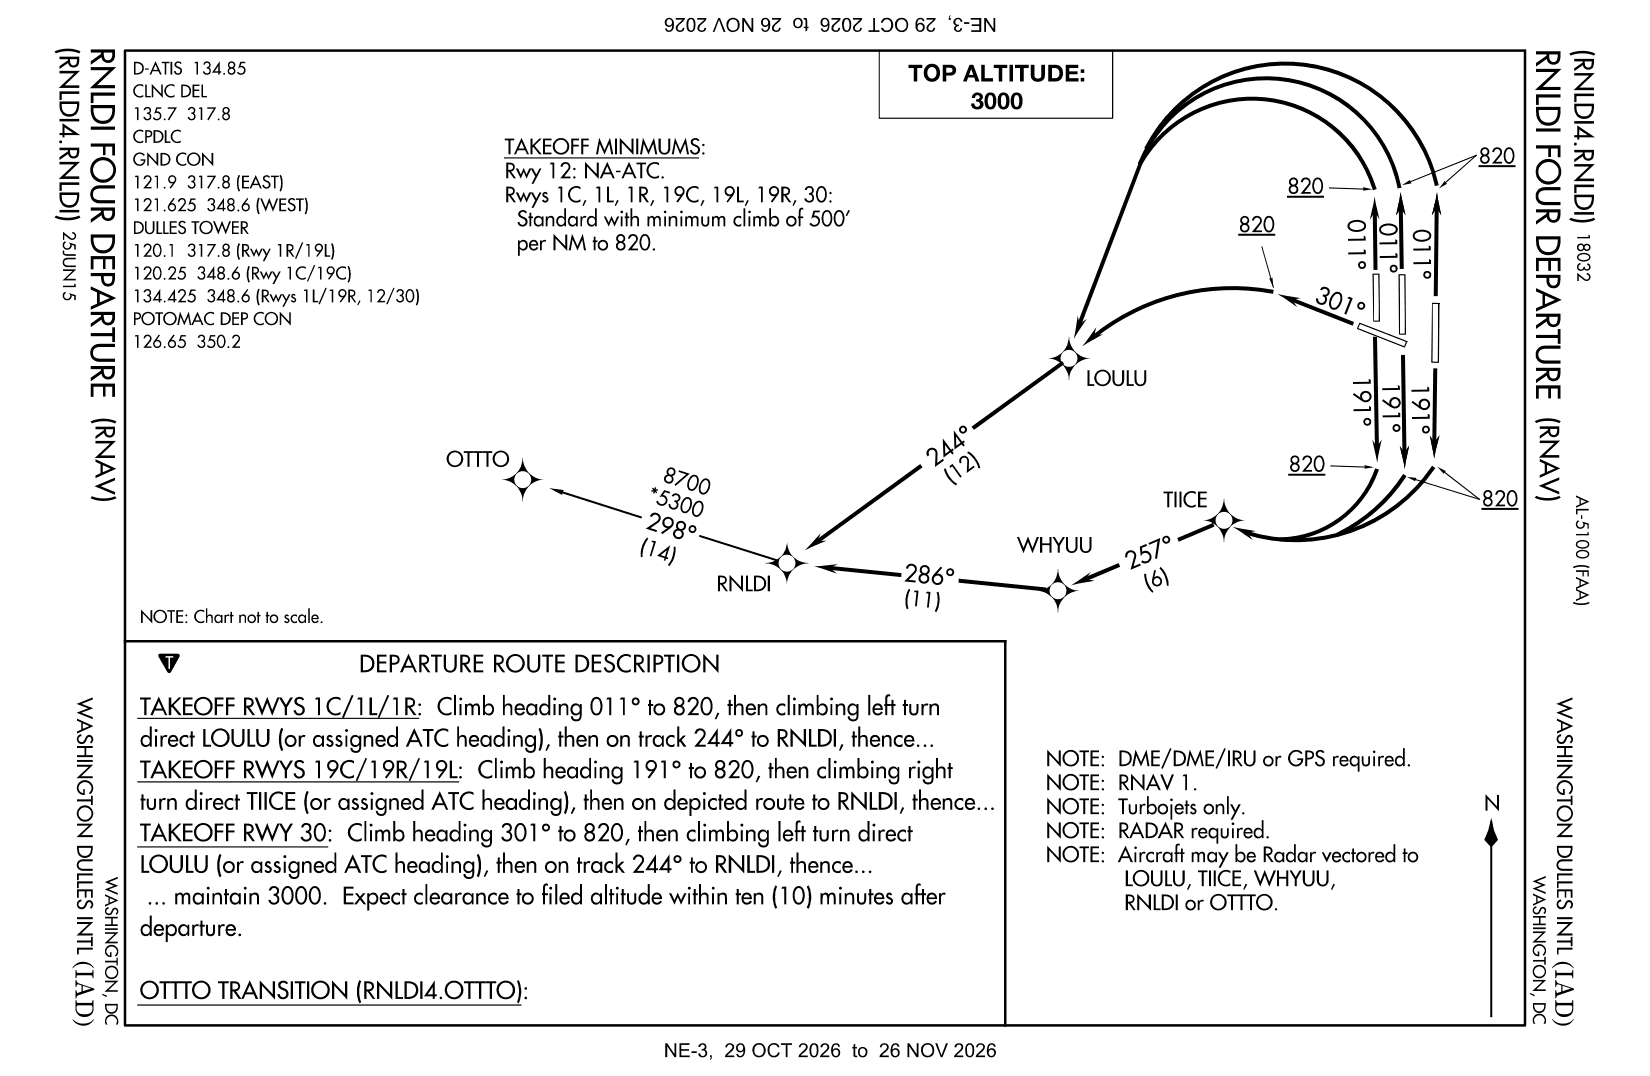 NE-3, 29 OCT 2026 to 26 NOV 2026
(RNLDI4.RNLDI) 25JUN15
RNLDI FOUR DEPARTURE (RNAV)
D-ATIS 134.85
CLNC DEL
135.7 317.8
CPDLC
GND CON
121.9 317.8 (EAST)
121.625 348.6 (WEST)
DULLES TOWER
120.1 317.8 (Rwy 1R/19L)
120.25 348.6 (Rwy 1C/19C)
134.425 348.6 (Rwys 1L/19R, 12/30)
POTOMAC DEP CON
126.65 350.2
TAKEOFF MINIMUMS:
Rwy 12: NA-ATC.
Rwys 1C, 1L, 1R, 19C, 19L, 19R, 30:
Standard with minimum climb of 500′
per NM to 820.
TOP ALTITUDE:
3000
820
820
820
011°
011°
011°
301°
LOULU
191°
191°
191°
820
820
244°
(12)
OTTTO
8700
*5300
298°
(14)
RNLDI
286°
(11)
WHYUU
257°
(6)
TIICE
NOTE: Chart not to scale.
T
DEPARTURE ROUTE DESCRIPTION
TAKEOFF RWYS 1C/1L/1R: Climb heading 011° to 820, then climbing left turn
direct LOULU (or assigned ATC heading), then on track 244° to RNLDI, thence...
TAKEOFF RWYS 19C/19R/19L: Climb heading 191° to 820, then climbing right
turn direct TIICE (or assigned ATC heading), then on depicted route to RNLDI, thence...
TAKEOFF RWY 30: Climb heading 301° to 820, then climbing left turn direct
LOULU (or assigned ATC heading), then on track 244° to RNLDI, thence...
... maintain 3000. Expect clearance to filed altitude within ten (10) minutes after
departure.
OTTTO TRANSITION (RNLDI4.OTTTO):
NOTE: DME/DME/IRU or GPS required.
NOTE: RNAV 1.
NOTE: Turbojets only.
NOTE: RADAR required.
NOTE: Aircraft may be Radar vectored to
LOULU, TIICE, WHYUU,
RNLDI or OTTTO.
N
(RNLDI4.RNLDI) 18032
RNLDI FOUR DEPARTURE (RNAV)
AL-5100 (FAA)
WASHINGTON DULLES INTL (IAD)
WASHINGTON, DC
WASHINGTON DULLES INTL (IAD)
WASHINGTON, DC
NE-3, 29 OCT 2026 to 26 NOV 2026